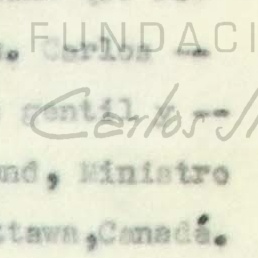 FUNDACI
s. Carlos --
gentil y --
Carlos
nd, Ministro
ttawa,Canadá.